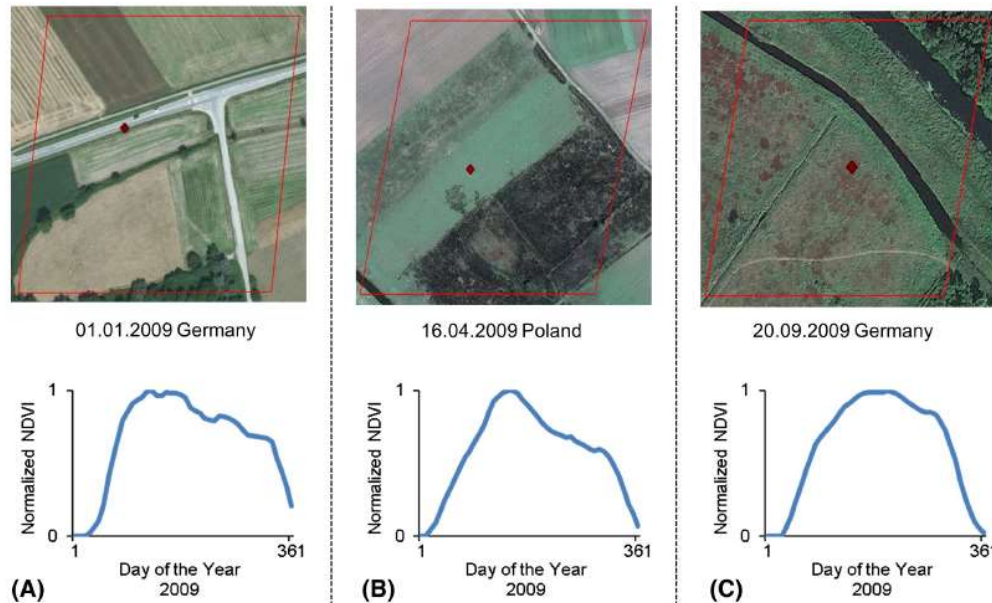 01.01.2009 Germany
1
Normalized NDVI
0
1
361
Day of the Year
2009
(A)
16.04.2009 Poland
1
Normalized NDVI
0
1
361
Day of the Year
2009
(B)
20.09.2009 Germany
1
Normalized NDVI
0
1
361
Day of the Year
2009
(C)